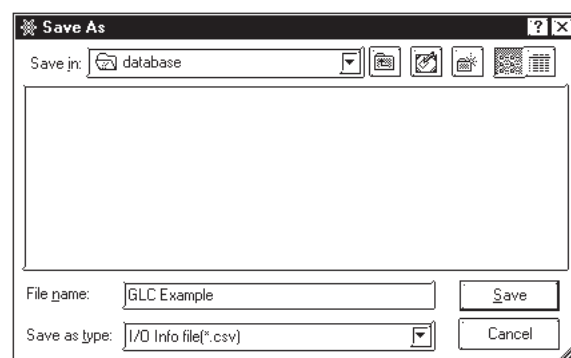 Save As
Save in: database
File name: GLC Example
Save
Save as type: I/O Info file(*.csv)
Cancel